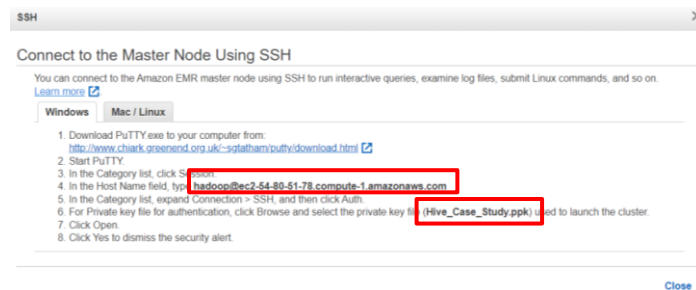 SSH
Connect to the Master Node Using SSH
You can connect to the Amazon EMR master node using SSH to run interactive queries, examine log files, submit Linux commands, and so on.
Learn more
Windows Mac / Linux
1. Download PuTTY.exe to your computer from:
http://www.chiark.greenend.org.uk/~sgtatham/putty/download.html
2. Start PuTTY.
3. In the Category list, click Session.
4. In the Host Name field, type hadoop@ec2-54-80-51-78.compute-1.amazonaws.com
5. In the Category list, expand Connection > SSH, and then click Auth.
6. For Private key file for authentication, click Browse and select the private key file (Hive_Case_Study.ppk) used to launch the cluster.
7. Click Open.
8. Click Yes to dismiss the security alert.
Close